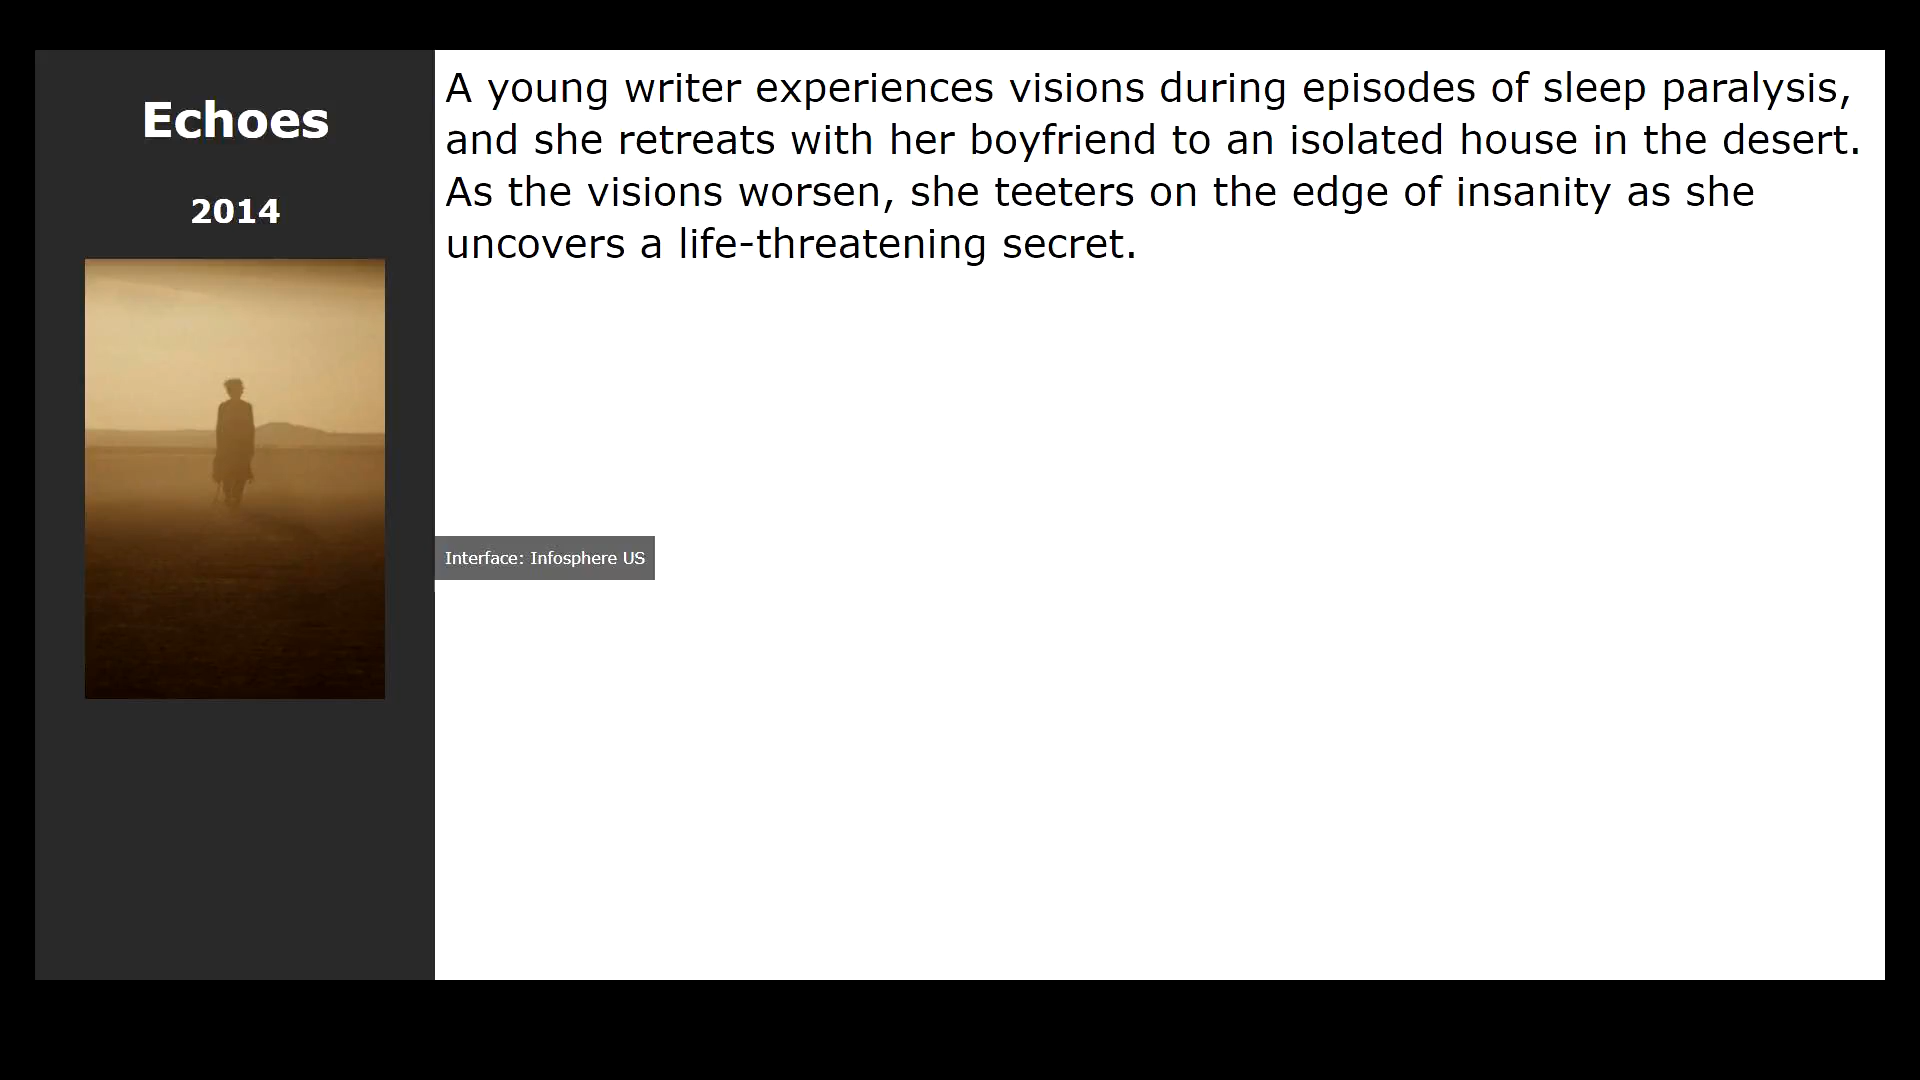 Echoes
2014
A young writer experiences visions during episodes of sleep paralysis,
and she retreats with her boyfriend to an isolated house in the desert.
As the visions worsen, she teeters on the edge of insanity as she
uncovers a life-threatening secret.
Interface: Infosphere US